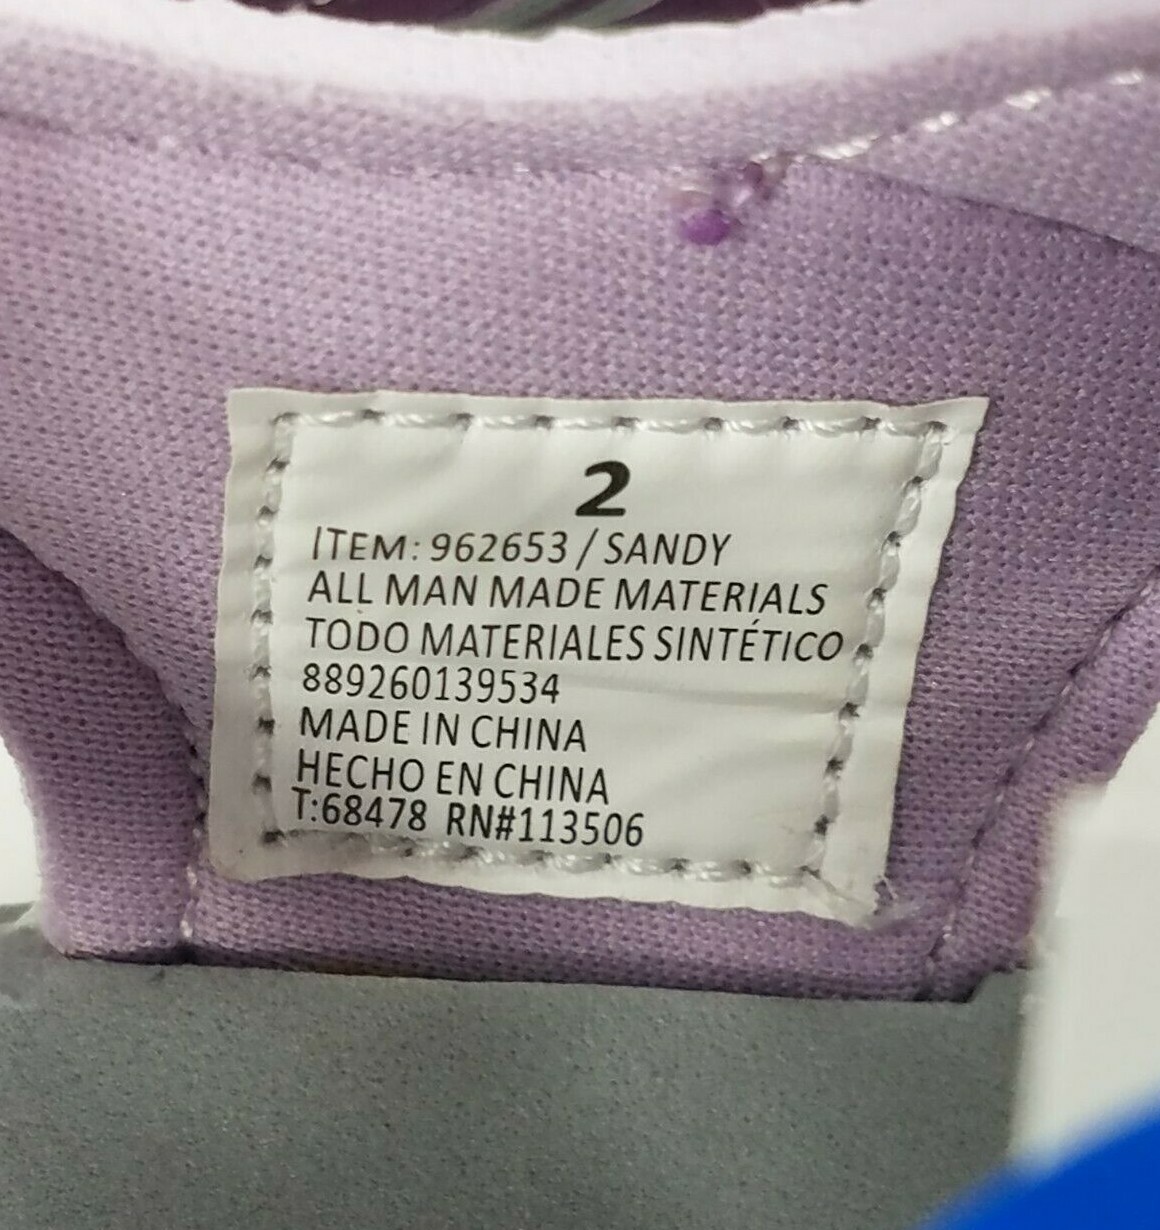 2
ITEM: 962653 / SANDY
ALL MAN MADE MATERIALS
TODO MATERIALES SINTÉTICO
889260139534
MADE IN CHINA
HECHO EN CHINA
T:68478 RN#113506